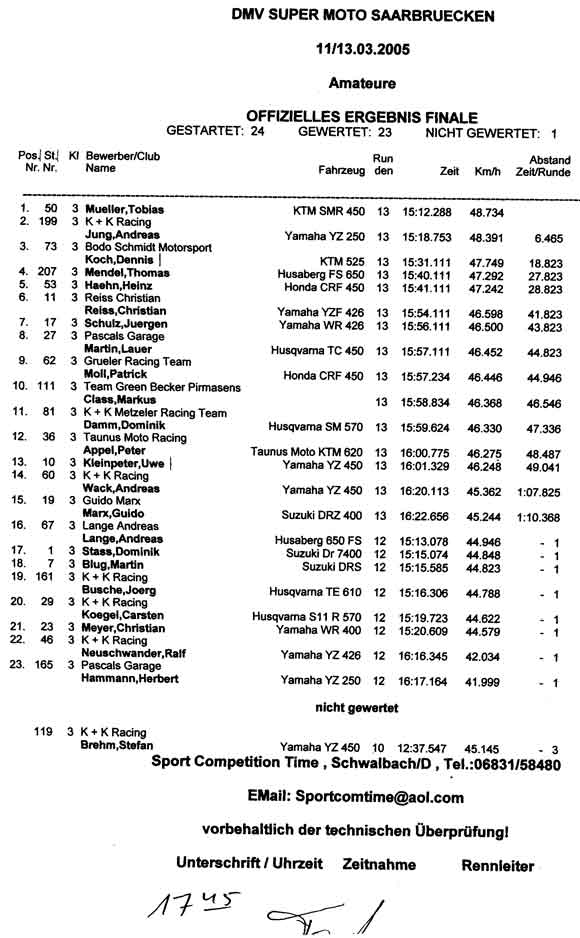 DMV SUPER MOTO SAARBRUECKEN
11/13.03.2005
Amateure
OFFIZIELLES ERGEBNIS FINALE
GESTARTET: 24 GEWERTET: 23 NICHT GEWERTET: 1
Pos. St. Kl Bewerber/Club Run Abstand
Nr. Nr. Name Fahrzeug den Zeit Km/h Zeit/Runde
1. 50 3 Mueller,Tobias KTM SMR 450 13 15:12.288 48.734
2. 199 3 K + K Racing
Jung,Andreas Yamaha YZ 250 13 15:18.753 48.391 6.465
3. 73 3 Bodo Schmidt Motorsport
Koch,Dennis KTM 525 13 15:31.111 47.749 18.823
4. 207 3 Mendel,Thomas Husaberg FS 650 13 15:40.111 47.292 27.823
5. 53 3 Haehn,Heinz Honda CRF 450 13 15:41.111 47.242 28.823
6. 11 3 Reiss Christian
Reiss,Christian Yamaha YZF 426 13 15:54.111 46.598 41.823
7. 17 3 Schulz,Juergen Yamaha WR 426 13 15:56.111 46.500 43.823
8. 27 3 Pascals Garage
Martin,Lauer Husqvarna TC 450 13 15:57.111 46.452 44.823
9. 62 3 Grueler Racing Team
Moll,Patrick Honda CRF 450 13 15:57.234 46.446 44.946
10. 111 3 Team Green Becker Pirmasens
Class,Markus 13 15:58.834 46.368 46.546
11. 81 3 K + K Metzeler Racing Team
Damm,Dominik Husqvarna SM 570 13 15:59.624 46.330 47.336
12. 36 3 Taunus Moto Racing
Appel,Peter Taunus Moto KTM 620 13 16:00.775 46.275 48.487
13. 10 3 Kleinpeter,Uwe Yamaha YZ 450 13 16:01.329 46.248 49.041
14. 60 3 K + K Racing
Wack,Andreas Yamaha YZ 450 13 16:20.113 45.362 1:07.825
15. 19 3 Guido Marx
Marx,Guido Suzuki DRZ 400 13 16:22.656 45.244 1:10.368
16. 67 3 Lange Andreas
Lange,Andreas Husaberg 650 FS 12 15:13.078 44.946 - 1
17. 1 3 Stass,Dominik Suzuki Dr 7400 12 15:15.074 44.848 - 1
18. 7 3 Blug,Martin Suzuki DRS 12 15:15.585 44.823 - 1
19. 161 3 K + K Racing
Busche,Joerg Husqvarna TE 610 12 15:16.306 44.788 - 1
20. 29 3 K + K Racing
Koegel,Carsten Husqvarna S11 R 570 12 15:19.723 44.622 - 1
21. 23 3 Meyer,Christian Yamaha WR 400 12 15:20.609 44.579 - 1
22. 46 3 K + K Racing
Neuschwander,Ralf Yamaha YZ 426 12 16:16.345 42.034 - 1
23. 165 3 Pascals Garage
Hammann,Herbert Yamaha YZ 250 12 16:17.164 41.999 - 1
nicht gewertet
119 3 K + K Racing
Brehm,Stefan Yamaha YZ 450 10 12:37.547 45.145 - 3
Sport Competition Time , Schwalbach/D , Tel.:06831/58480
EMail: Sportcomtime@aol.com
vorbehaltlich der technischen Überprüfung!
Unterschrift / Uhrzeit Zeitnahme Rennleiter
17 45